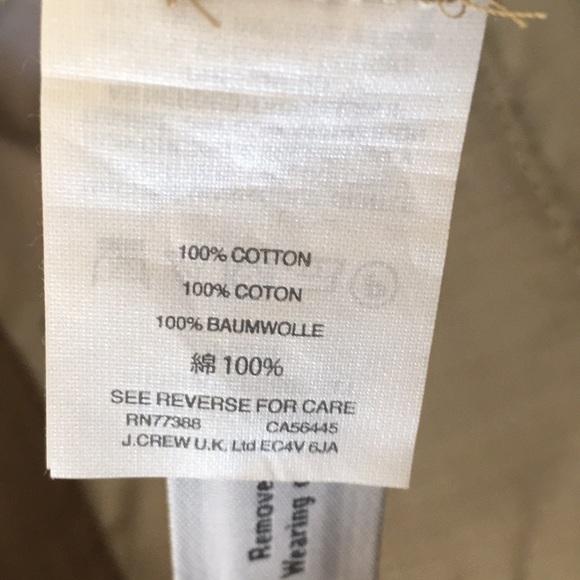 100% COTTON
100% COTON
100% BAUMWOLLE
綿 100%
SEE REVERSE FOR CARE
RN77388 CA56445
J.CREW U.K. Ltd EC4V 6JA
Remove
Wearing